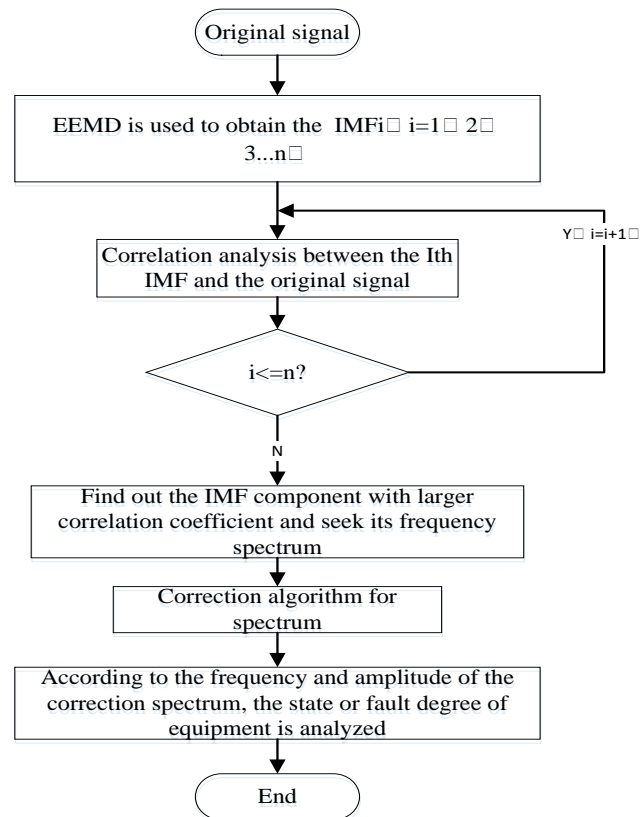 Original signal
EEMD is used to obtain the IMFi□ i=1□ 2□
3...n□
Y□ i=i+1□
Correlation analysis between the Ith
IMF and the original signal
i<=n?
N
Find out the IMF component with larger
correlation coefficient and seek its frequency
spectrum
Correction algorithm for
spectrum
According to the frequency and amplitude of the
correction spectrum, the state or fault degree of
equipment is analyzed
End